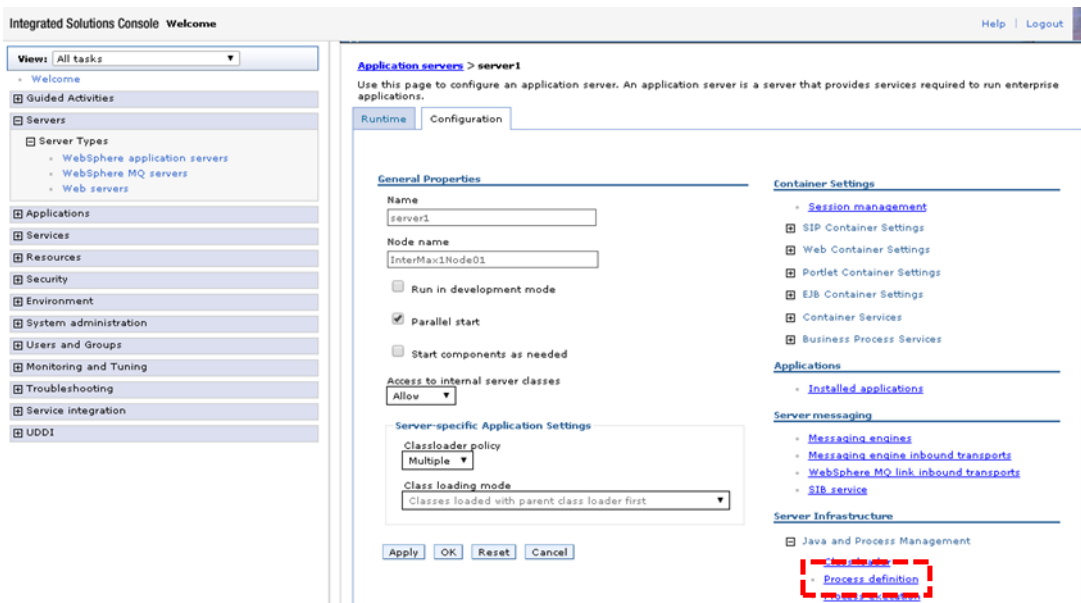 Integrated Solutions Console Welcome
Help | Logout
View: All tasks
Welcome
Guided Activities
Servers
Server Types
WebSphere application servers
WebSphere MQ servers
Web servers
Applications
Services
Resources
Security
Environment
System administration
Users and Groups
Monitoring and Tuning
Troubleshooting
Service integration
UDDI
Application servers > server1
Use this page to configure an application server. An application server is a server that provides services required to run enterprise
applications.
Runtime Configuration
General Properties
Name
server1
Node name
InterMax1Node01
Run in development mode
Parallel start
Start components as needed
Access to internal server classes
Allow
Server-specific Application Settings
Classloader policy
Multiple
Class loading mode
Classes loaded with parent class loader first
Apply OK Reset Cancel
Container Settings
Session management
SIP Container Settings
Web Container Settings
Portlet Container Settings
EJB Container Settings
Container Services
Business Process Services
Applications
Installed applications
Server messaging
Messaging engines
Messaging engine inbound transports
WebSphere MQ link inbound transports
SIB service
Server Infrastructure
Java and Process Management
Class loader
Process definition
Process execution